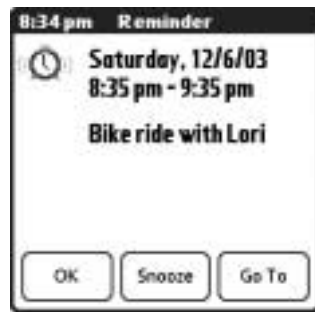 8:34 pm Reminder
Saturday, 12/6/03
8:35 pm - 9:35 pm
Bike ride with Lori
OK Snooze Go To